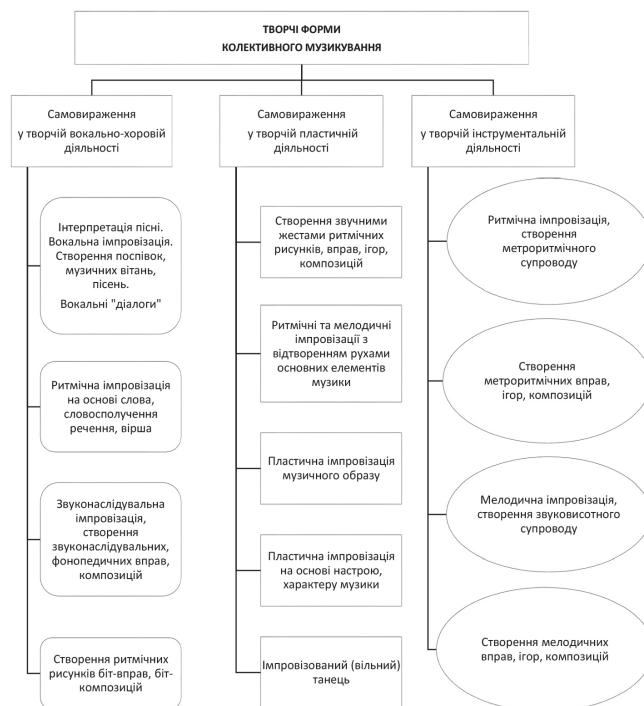 ТВОРЧІ ФОРМИ
КОЛЕКТИВНОГО МУЗИКУВАННЯ
Самовираження
у творчій вокально-хоровій
діяльності
Інтерпретація пісні.
Вокальна імпровізація.
Створення поспівок,
музичних вітань,
пісень.
Вокальні "діалоги"
Ритмічна імпровізація
на основі слова,
словосполучення
речення, вірша
Звуконаслідувальна
імпровізація,
створення
звуконаслідувальних,
фонопедичних вправ,
композицій
Створення ритмічних
рисунків біт-вправ, біт-
композицій
Самовираження
у творчій пластичній
діяльності
Створення звучними
жестами ритмічних
рисунків, вправ, ігор,
композицій
Ритмічні та мелодичні
імпровізації з
відтворенням рухами
основних елементів
музики
Пластична імпровізація
музичного образу
Пластична імпровізація
на основі настрою,
характеру музики
Імпровізований (вільний)
танець
Самовираження
у творчій інструментальній
діяльності
Ритмічна імпровізація,
створення
метроритмічного
супроводу
Створення
метроритмічних вправ,
ігор, композицій
Мелодична імпровізація,
створення звуковисотного
супроводу
Створення мелодичних
вправ, ігор, композицій